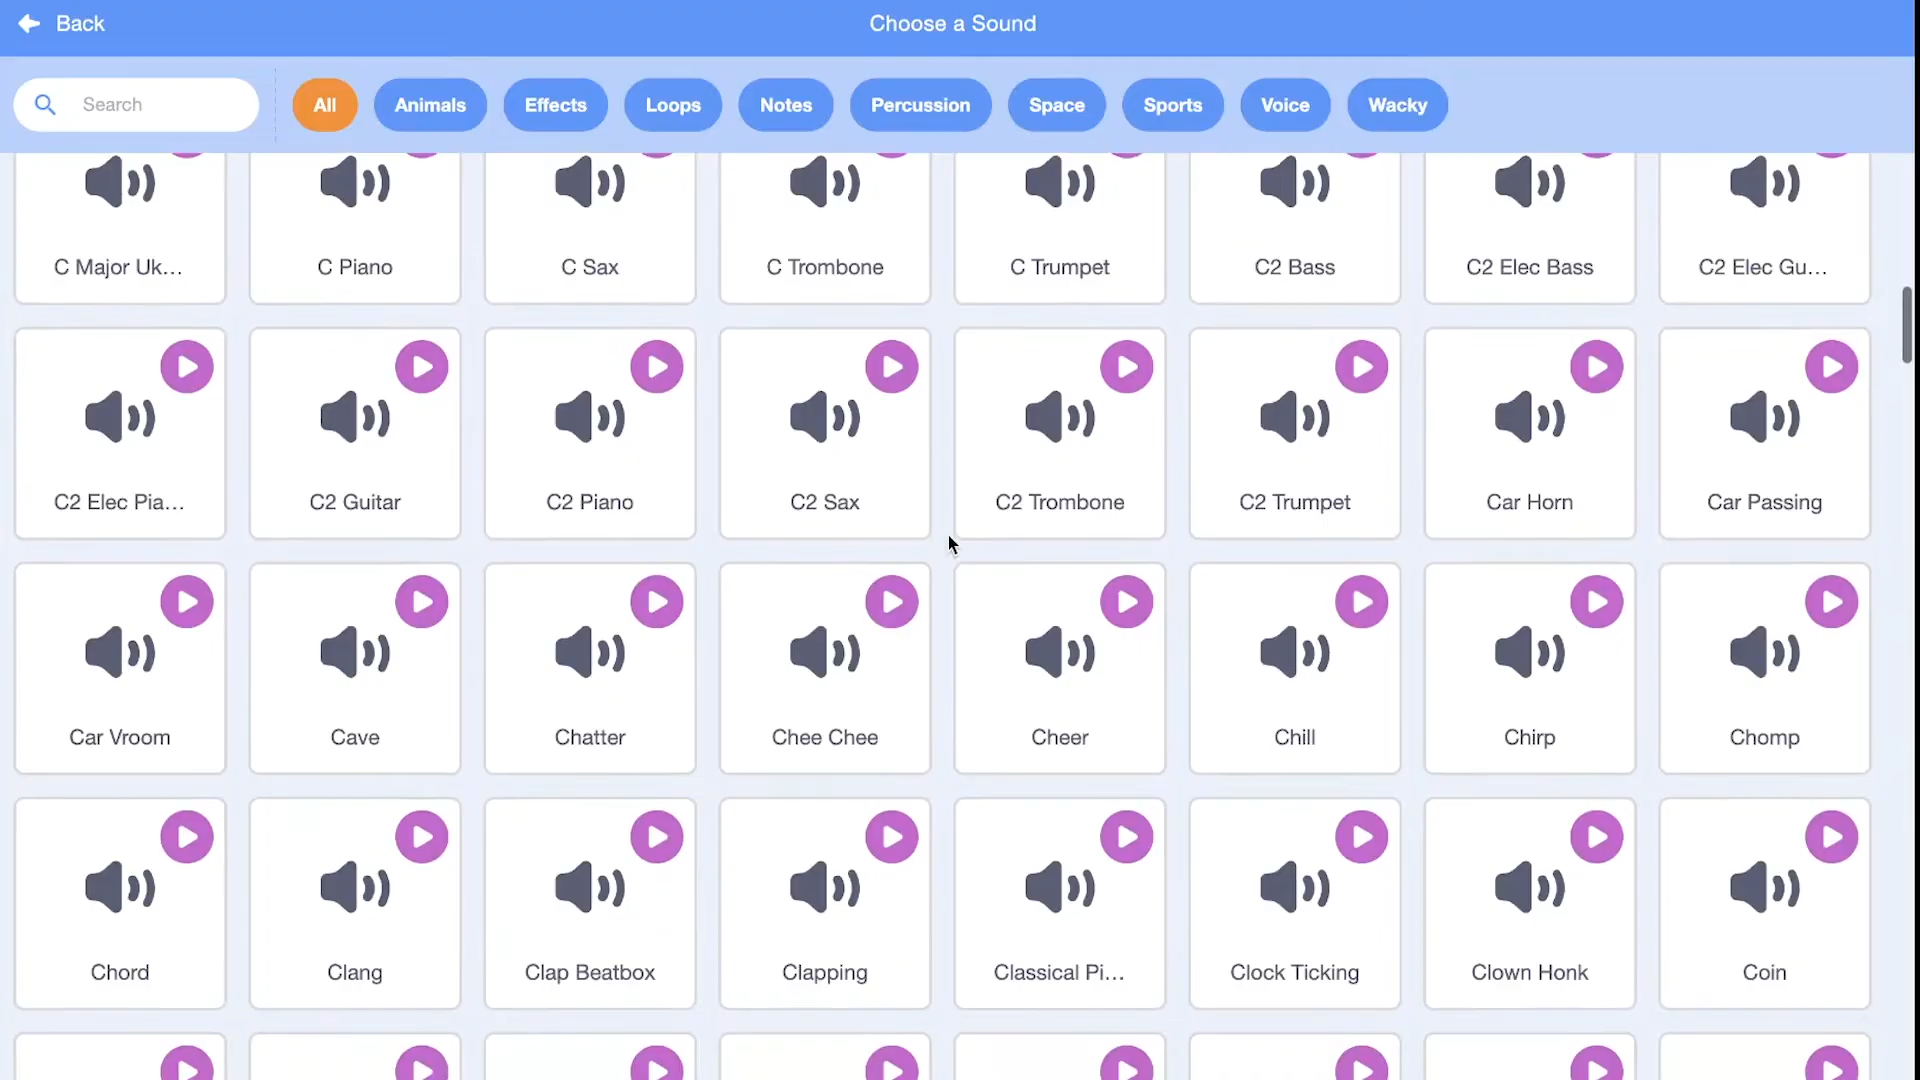 Back
Choose a Sound
Search
All
Animals
Effects
Loops
Notes
Percussion
Space
Sports
Voice
Wacky
C Major Uk...
C Piano
C Sax
C Trombone
C Trumpet
C2 Bass
C2 Elec Bass
C2 Elec Gu...
C2 Elec Pia...
C2 Guitar
C2 Piano
C2 Sax
C2 Trombone
C2 Trumpet
Car Horn
Car Passing
Car Vroom
Cave
Chatter
Chee Chee
Cheer
Chill
Chirp
Chomp
Chord
Clang
Clap Beatbox
Clapping
Classical Pi...
Clock Ticking
Clown Honk
Coin